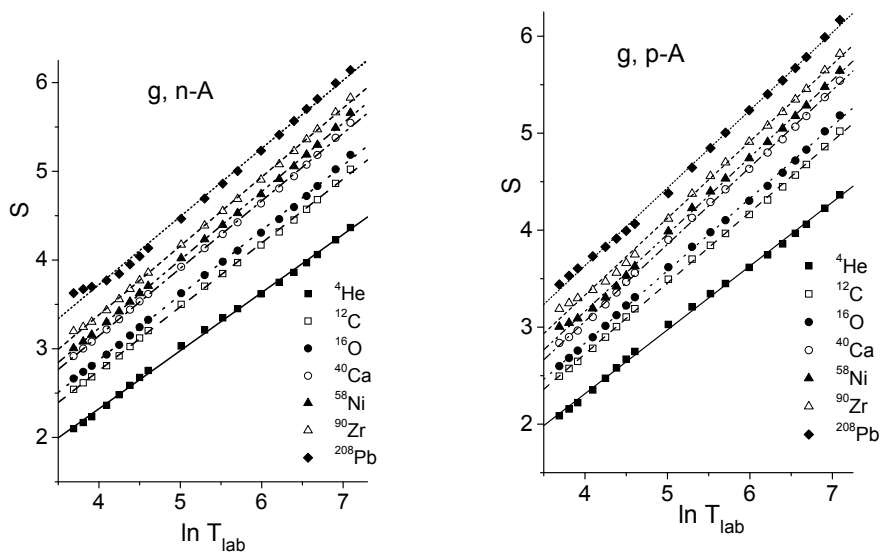 g, n-A
S
6
5
4
3
2
⁴He
¹²C
¹⁶O
⁴⁰Ca
⁵⁸Ni
⁹⁰Zr
²⁰⁸Pb
4 5 6 7
ln T_lab
g, p-A
S
6
5
4
3
2
⁴He
¹²C
¹⁶O
⁴⁰Ca
⁵⁸Ni
⁹⁰Zr
²⁰⁸Pb
4 5 6 7
ln T_lab